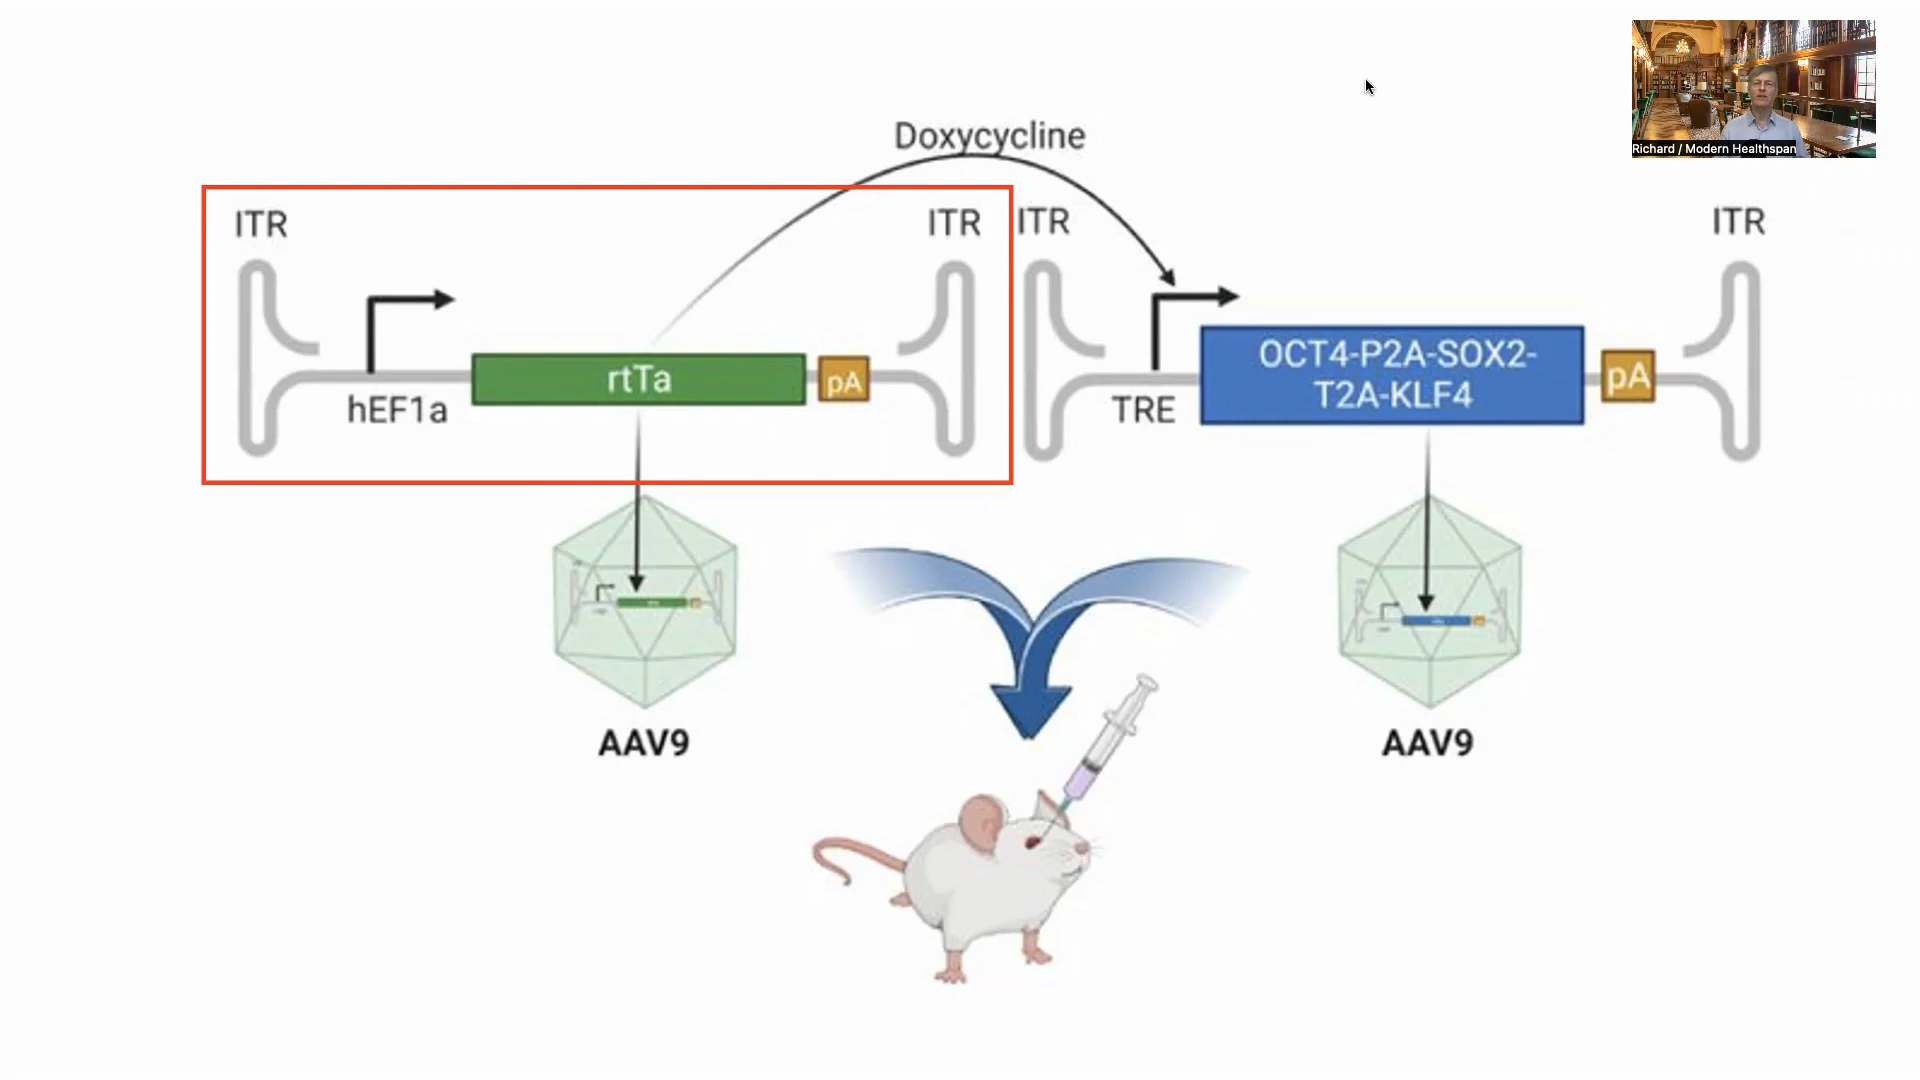 Richard / Modern Healthspan
Doxycycline
ITR
ITR
ITR
ITR
hEF1a
rtTa
pA
TRE
OCT4-P2A-SOX2-
T2A-KLF4
pA
AAV9
AAV9